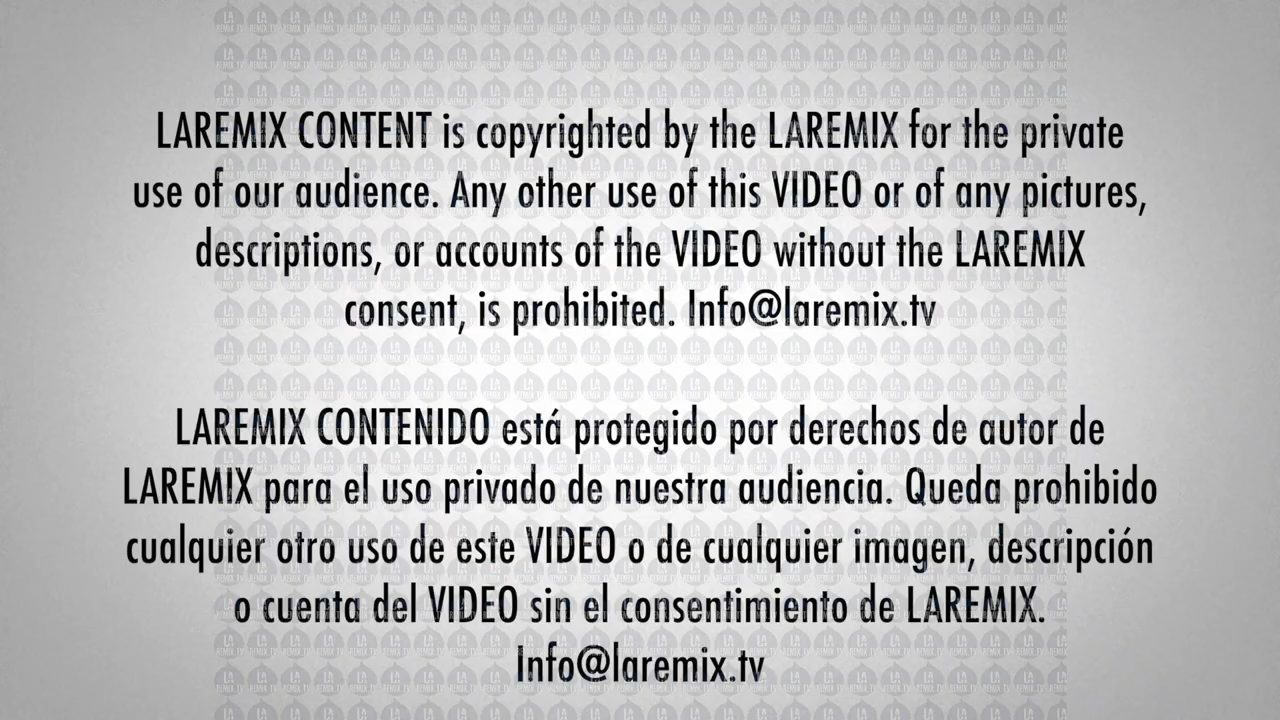 LAREMIX CONTENT is copyrighted by the LAREMIX for the private
use of our audience. Any other use of this VIDEO or of any pictures,
descriptions, or accounts of the VIDEO without the LAREMIX
consent, is prohibited. Info@laremix.tv
LAREMIX CONTENIDO está protegido por derechos de autor de
LAREMIX para el uso privado de nuestra audiencia. Queda prohibido
cualquier otro uso de este VIDEO o de cualquier imagen, descripción
o cuenta del VIDEO sin el consentimiento de LAREMIX.
Info@laremix.tv